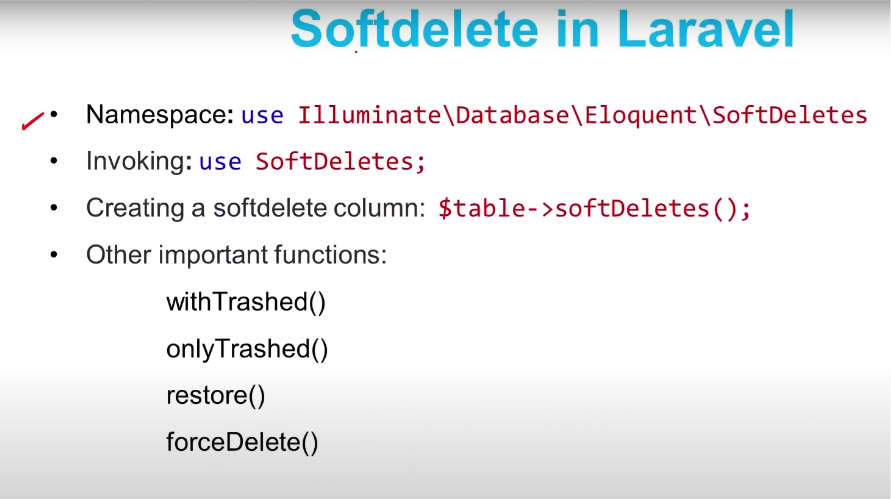 Softdelete in Laravel
• Namespace: use Illuminate\Database\Eloquent\SoftDeletes
• Invoking: use SoftDeletes;
• Creating a softdelete column: $table->softDeletes();
• Other important functions:
withTrashed()
onlyTrashed()
restore()
forceDelete()